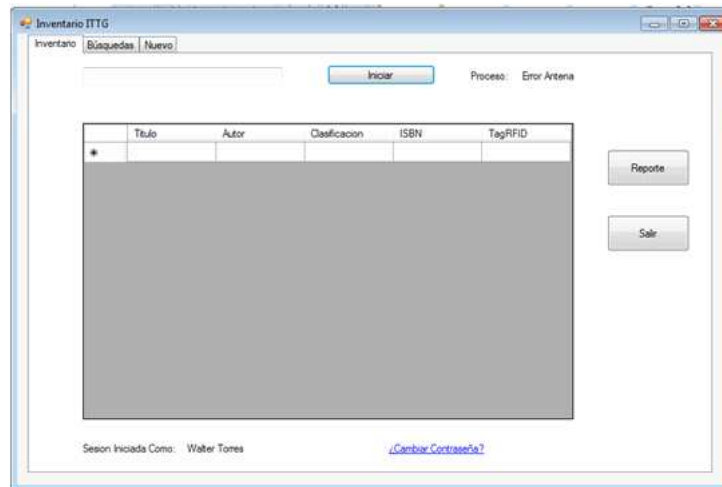 Inventario ITTG
Inventario Búsquedas Nuevo
Iniciar Proceso: Error Antena
Titulo Autor Clasificacion ISBN TagRFID
Reporte
Salir
Sesion Iniciada Como: Walter Torres ¿Cambiar Contraseña?